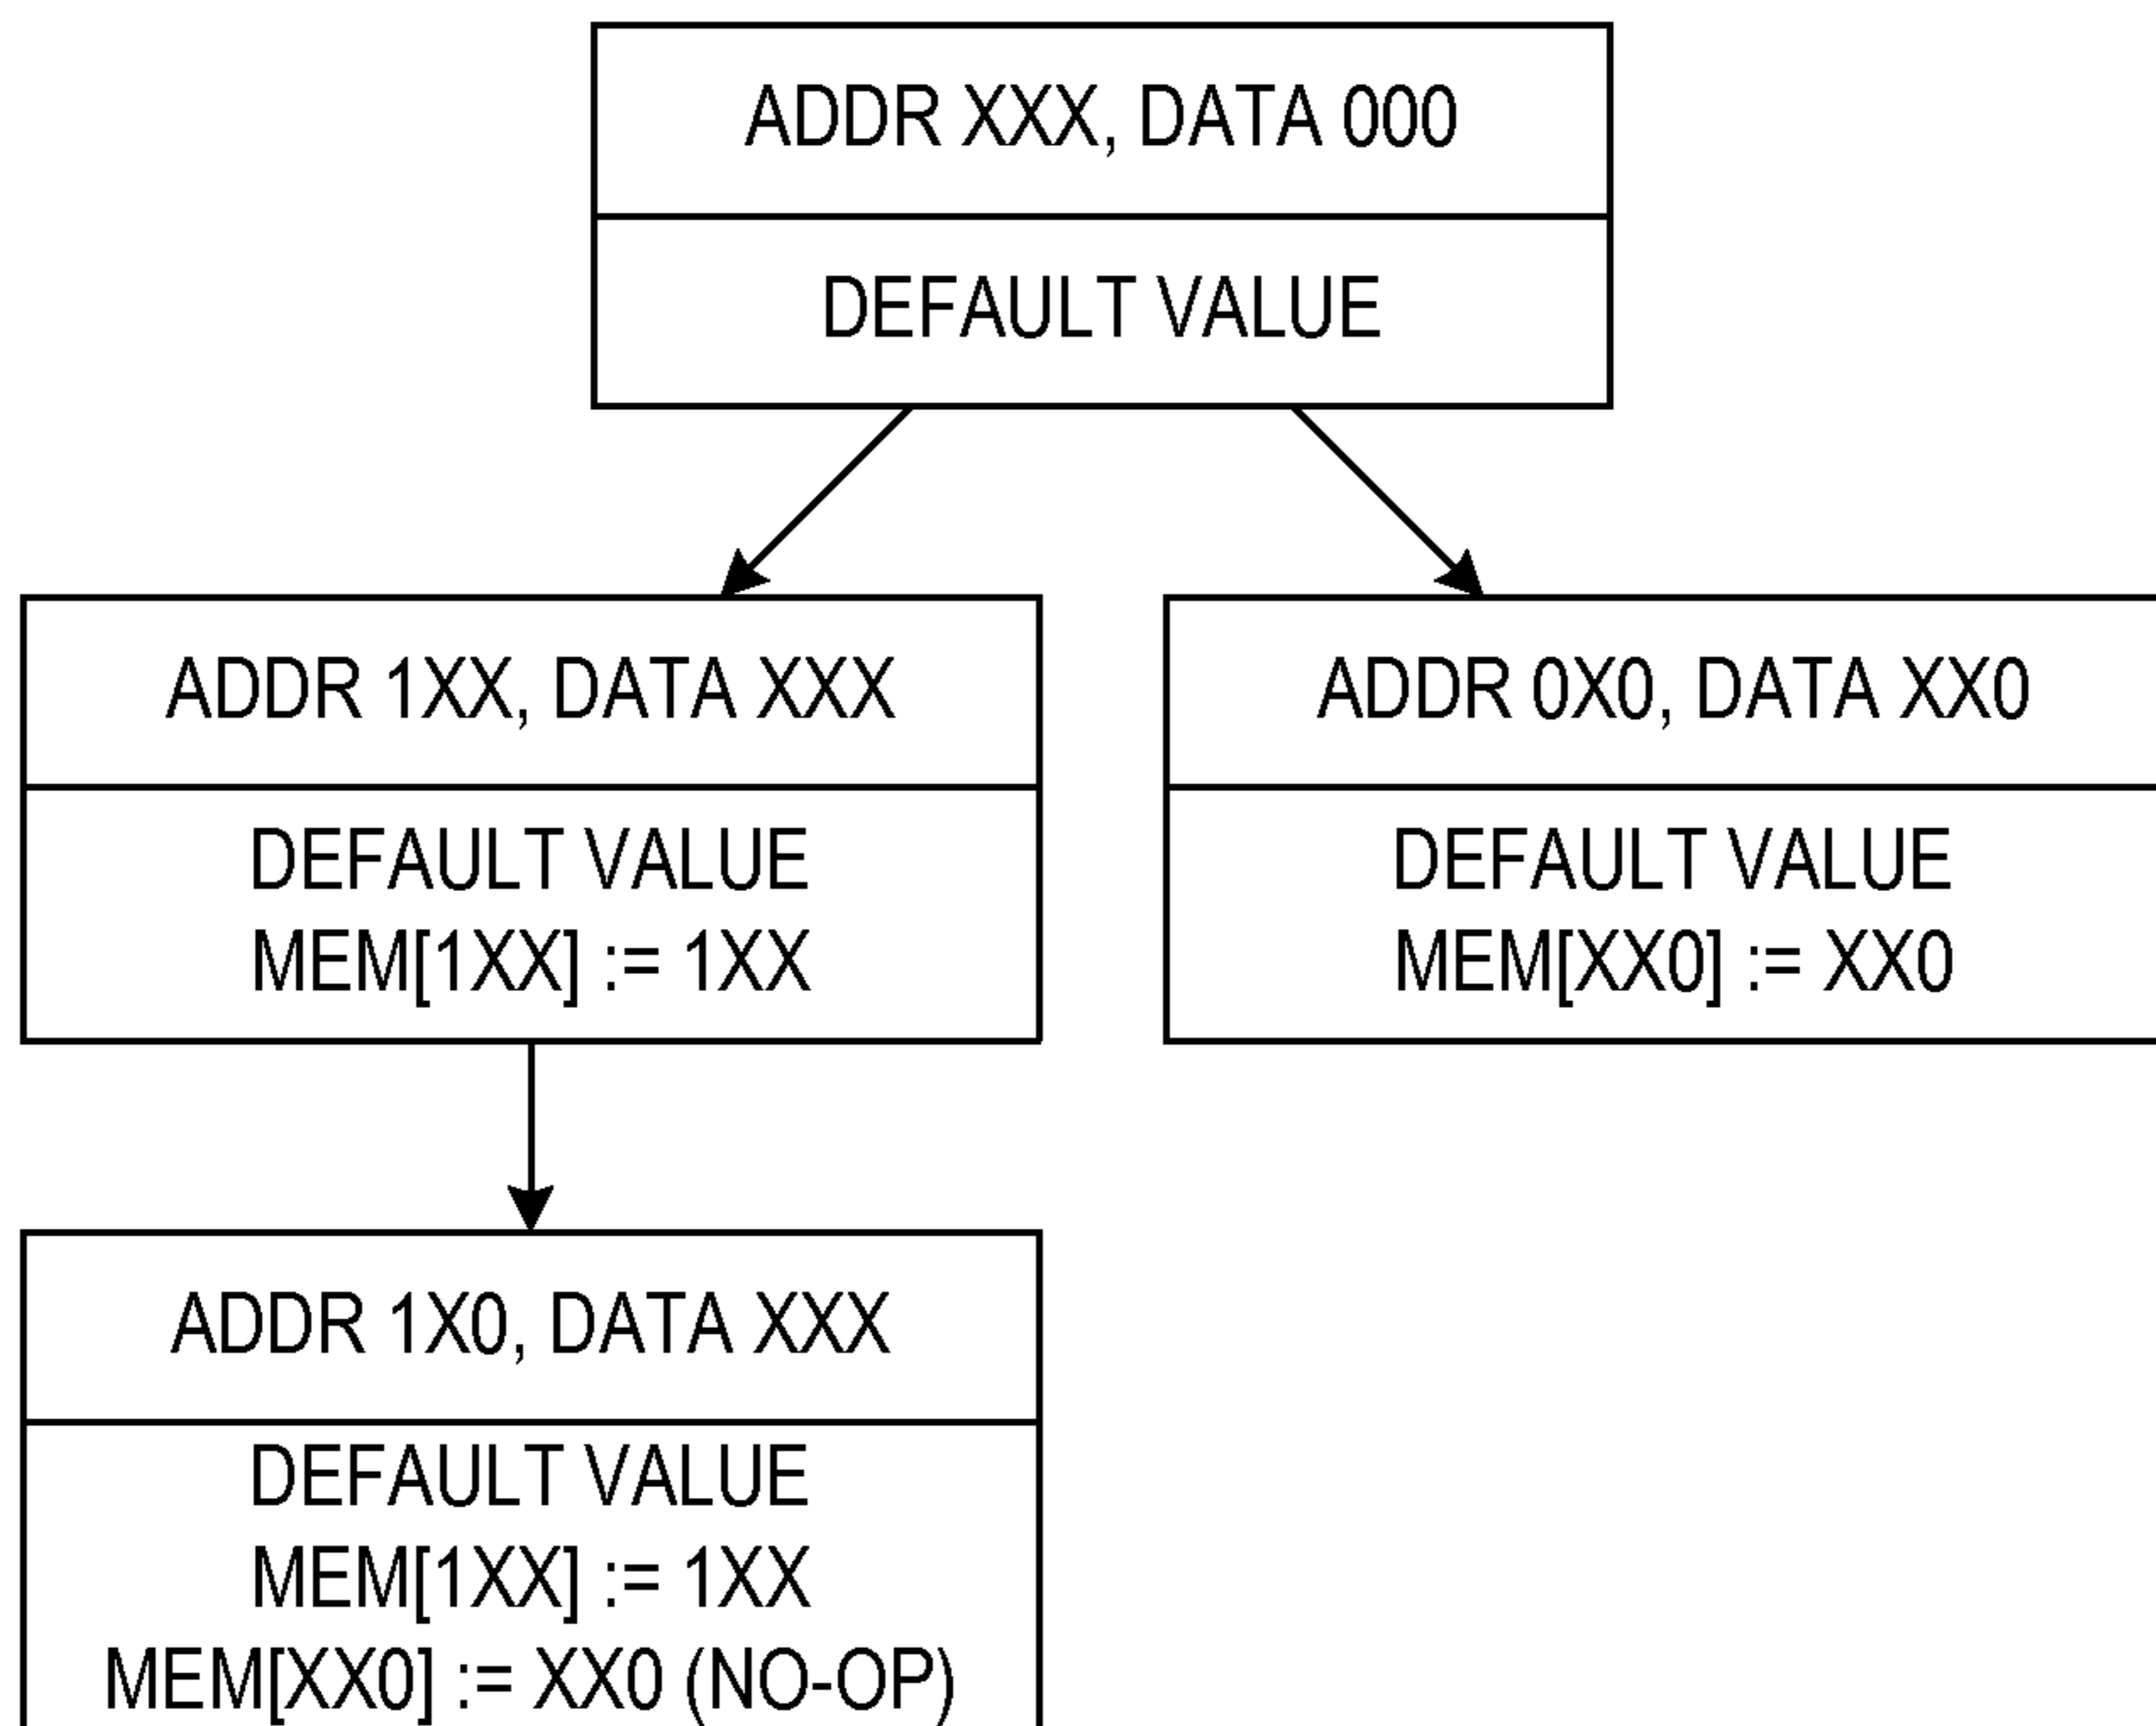 ADDR XXX, DATA 000
DEFAULT VALUE
ADDR 1XX, DATA XXX
DEFAULT VALUE
MEM[1XX] := 1XX
ADDR 0X0, DATA XX0
DEFAULT VALUE
MEM[XX0] := XX0
ADDR 1X0, DATA XXX
DEFAULT VALUE
MEM[1XX] := 1XX
MEM[XX0] := XX0 (NO-OP)